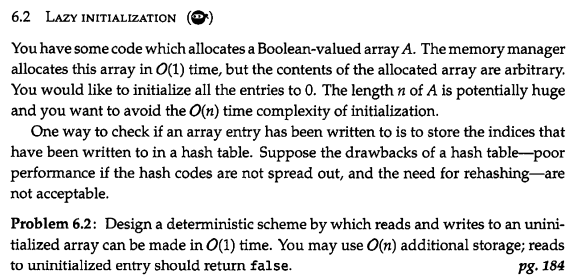 6.2 LAZY INITIALIZATION ( )
You have some code which allocates a Boolean-valued array A. The memory manager
allocates this array in O(1) time, but the contents of the allocated array are arbitrary.
You would like to initialize all the entries to 0. The length n of A is potentially huge
and you want to avoid the O(n) time complexity of initialization.
One way to check if an array entry has been written to is to store the indices that
have been written to in a hash table. Suppose the drawbacks of a hash table—poor
performance if the hash codes are not spread out, and the need for rehashing—are
not acceptable.
Problem 6.2: Design a deterministic scheme by which reads and writes to an unini-
tialized array can be made in O(1) time. You may use O(n) additional storage; reads
to uninitialized entry should return false. pg. 184